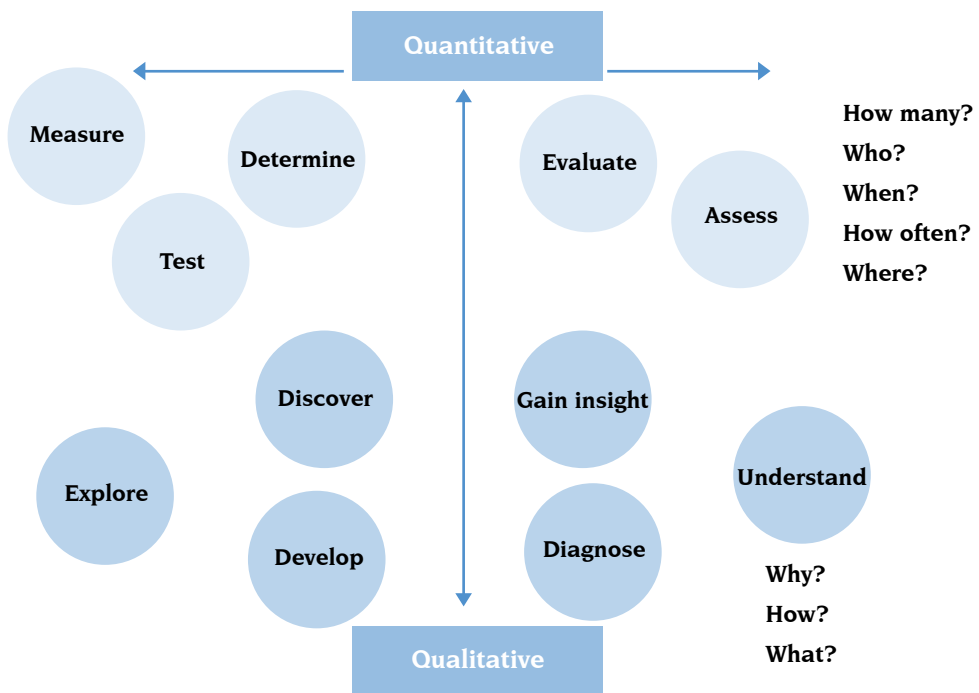 Quantitative
Measure
Determine
Test
Evaluate
Assess
How many?
Who?
When?
How often?
Where?
Discover
Gain insight
Explore
Understand
Develop
Diagnose
Why?
How?
What?
Qualitative